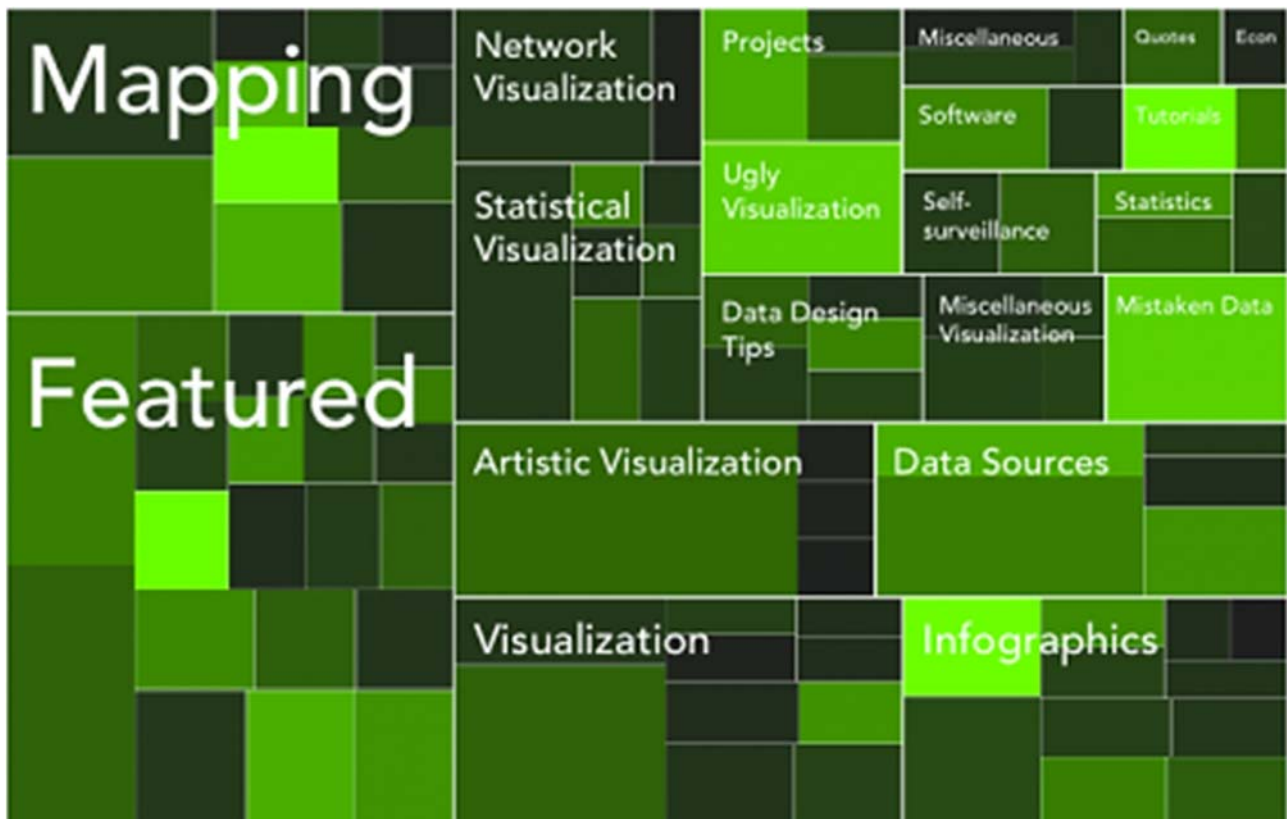 Mapping
Featured
Network
Visualization
Statistical
Visualization
Projects
Ugly
Visualization
Miscellaneous
Quotes
Econ
Software
Tutorials
Self-
surveillance
Statistics
Data Design
Tips
Miscellaneous
Visualization
Mistaken Data
Artistic Visualization
Data Sources
Visualization
Infographics